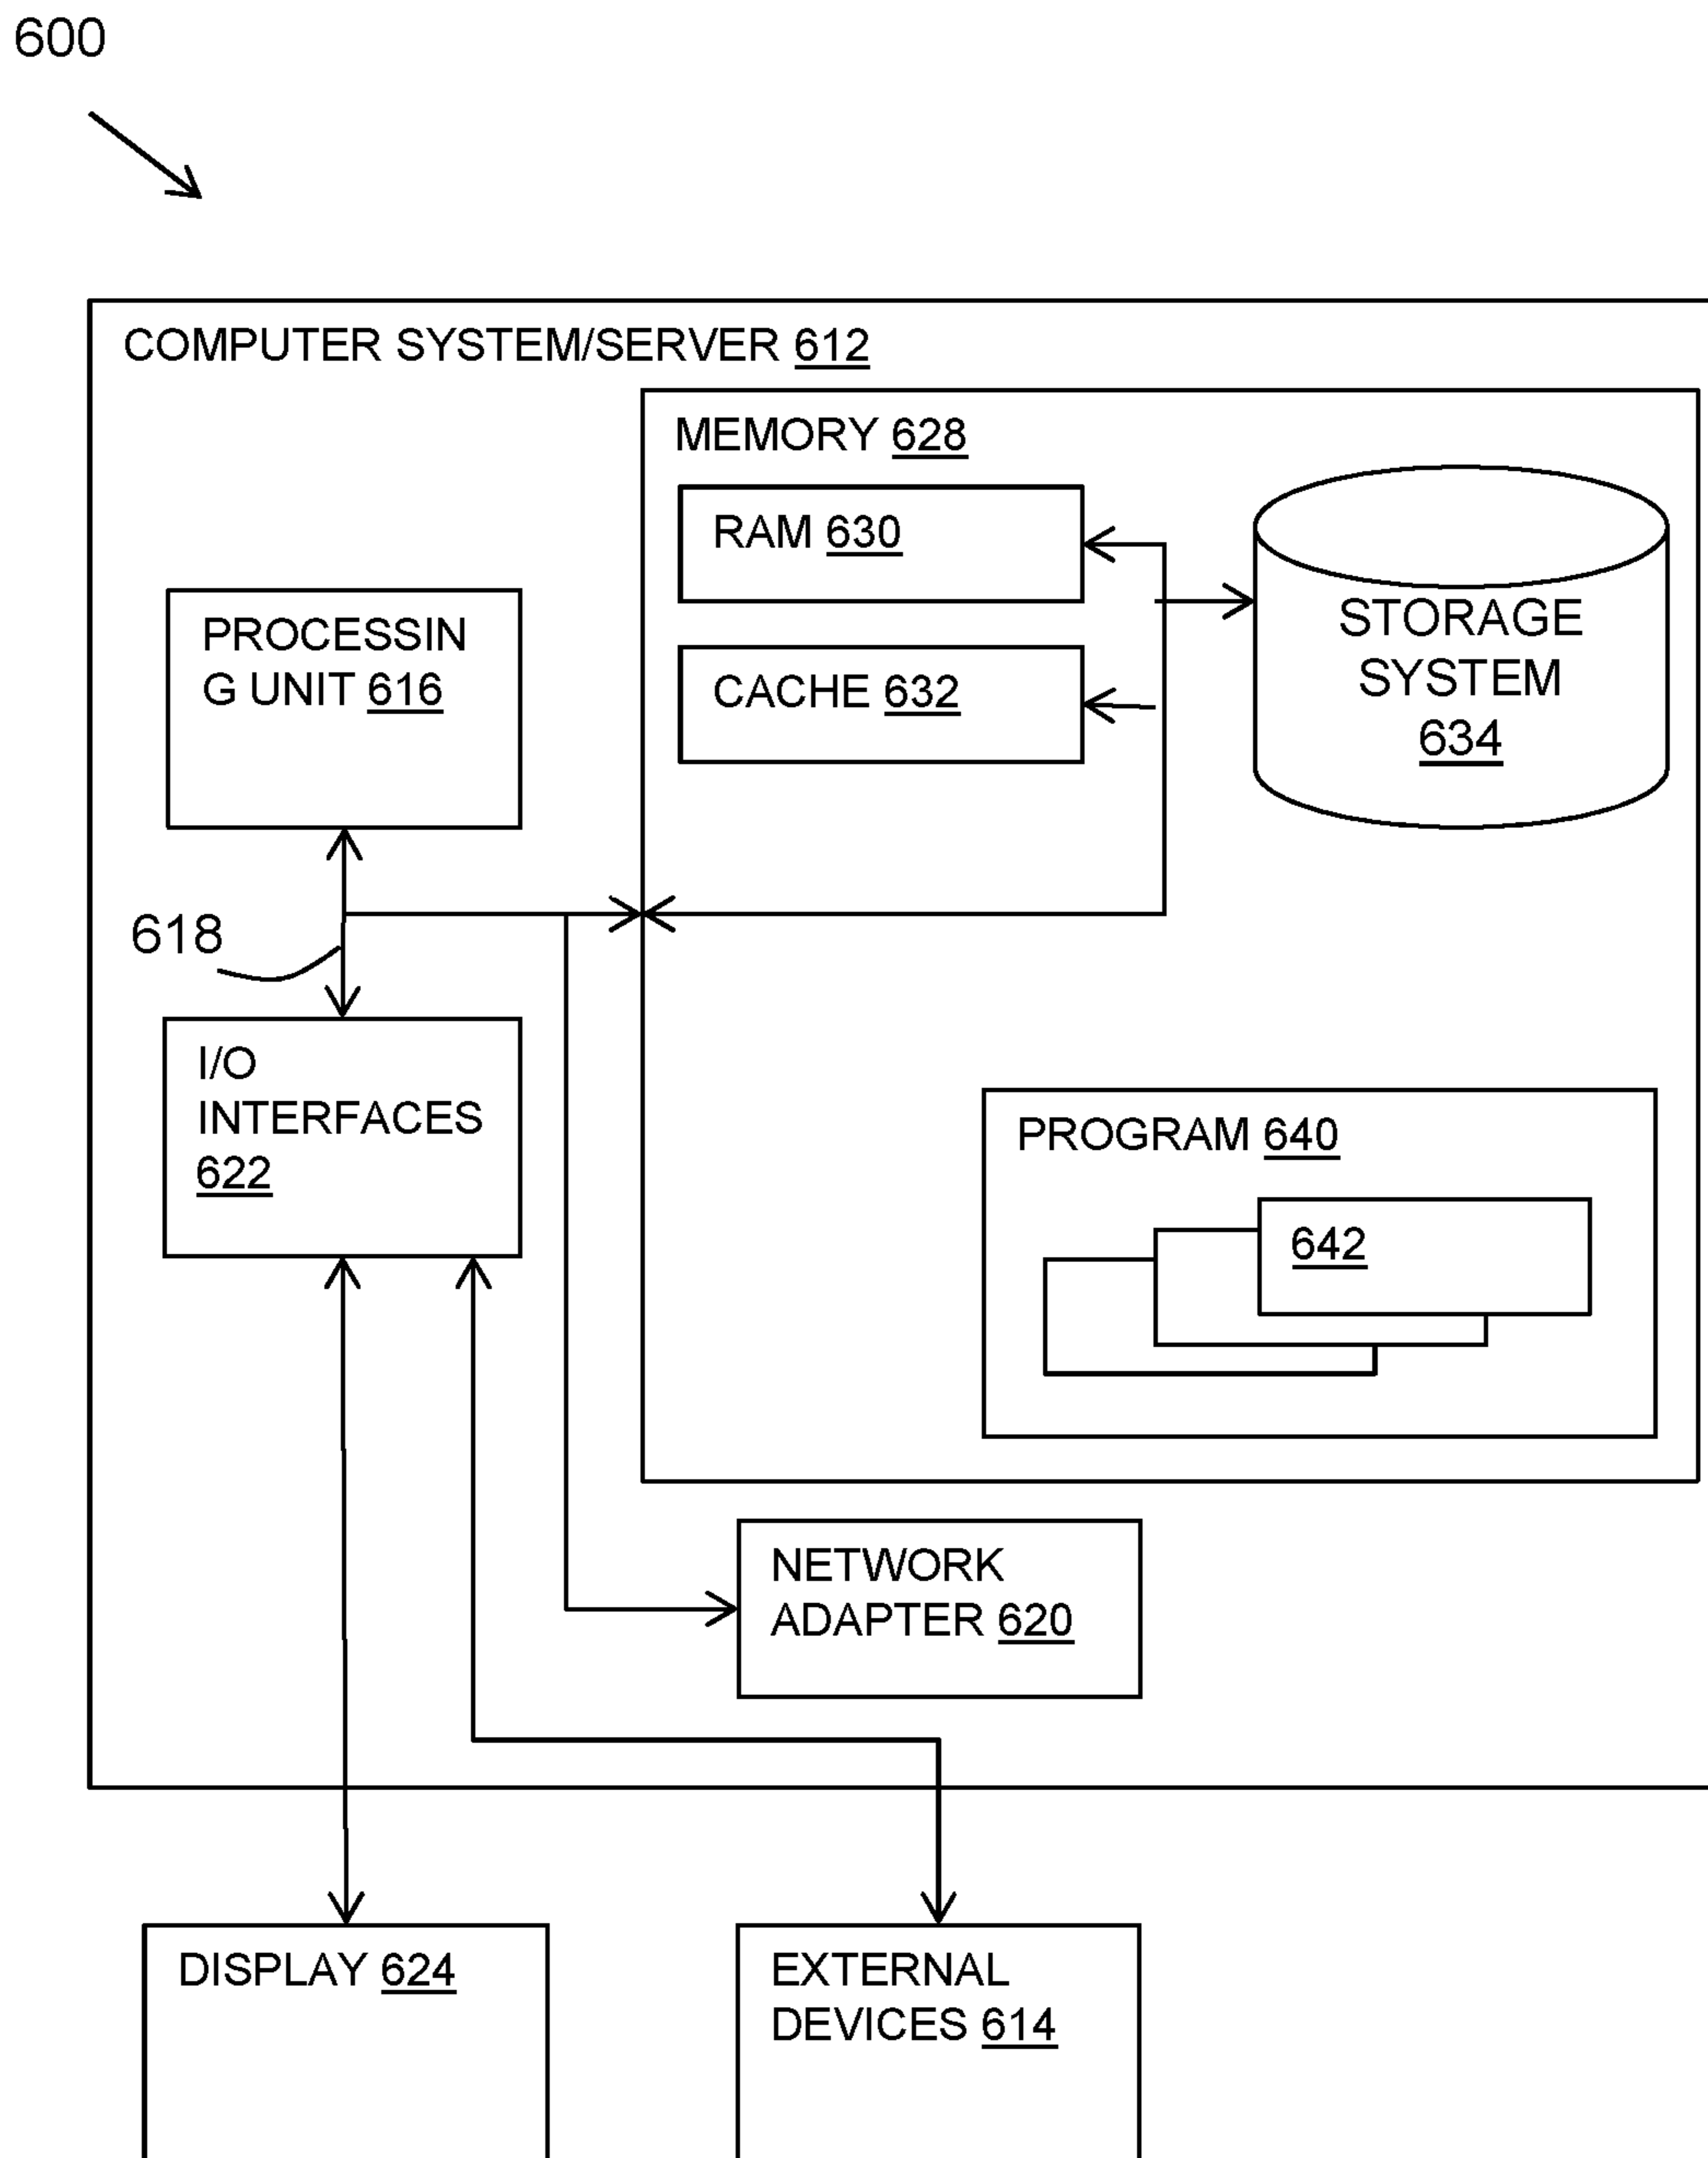 600
COMPUTER SYSTEM/SERVER 612
MEMORY 628
RAM 630
STORAGE
SYSTEM
634
PROCESSIN
G UNIT 616
CACHE 632
618
I/O
INTERFACES
622
PROGRAM 640
642
NETWORK
ADAPTER 620
DISPLAY 624
EXTERNAL
DEVICES 614